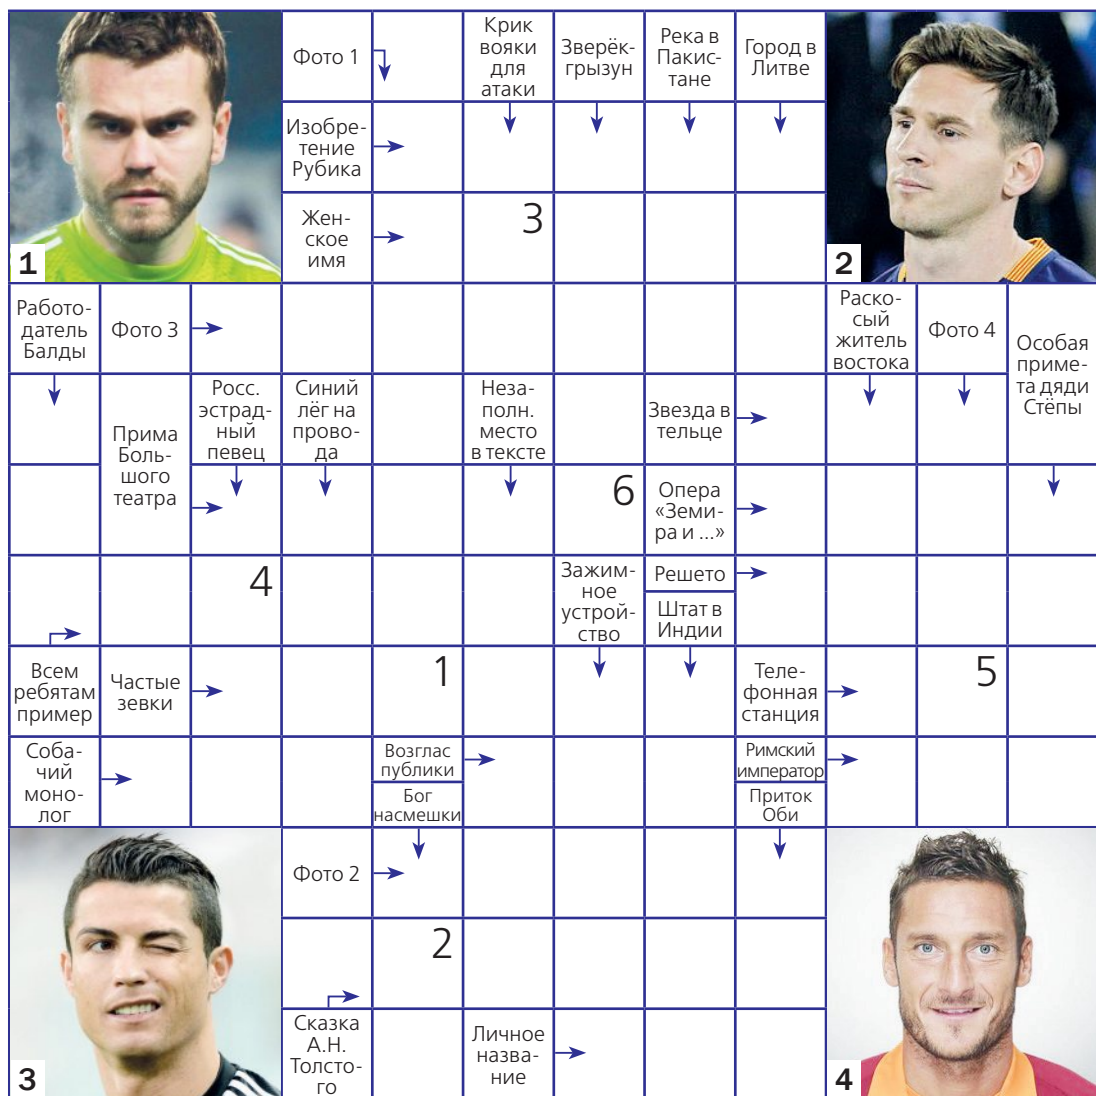 Фото 1
Крик
вояки
для
атаки
Зверёк-
грызун
Река в
Пакис-
тане
Город в
Литве
Изобре-
тение
Рубика
Жен-
ское
имя
3
1
2
Работо-
датель
Балды
Фото 3
Раско-
сый
житель
востока
Фото 4
Особая
приме-
та дяди
Стёпы
Прима
Боль-
шого
театра
Росс.
эстрад-
ный
певец
Синий
лёг на
прово-
да
Неза-
полн.
место
в тексте
Звезда в
тельце
6
Опера
«Земи-
ра и ...»
4
Зажим-
ное
устрой-
ство
Решето
Штат в
Индии
Всем
ребятам
пример
Частые
зевки
1
Теле-
фонная
станция
5
Соба-
чий
моно-
лог
Возглас
публики
Бог
насмешки
Римский
император
Приток
Оби
Фото 2
2
Сказка
А.Н.
Толсто-
го
Личное
назва-
ние
3
4